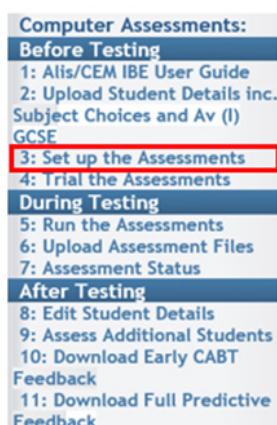 Computer Assessments:
Before Testing
1: Alis/CEM IBE User Guide
2: Upload Student Details inc.
Subject Choices and Av (I)
GCSE
3: Set up the Assessments
4: Trial the Assessments
During Testing
5: Run the Assessments
6: Upload Assessment Files
7: Assessment Status
After Testing
8: Edit Student Details
9: Assess Additional Students
10: Download Early CABT
Feedback
11: Download Full Predictive
Feedback